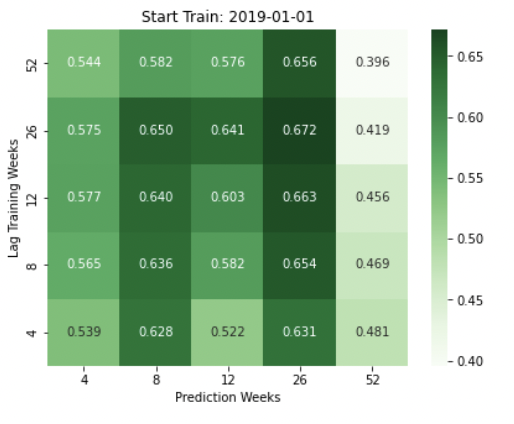 Start Train: 2019-01-01
52 0.544 0.582 0.576 0.656 0.396
26 0.575 0.650 0.641 0.672 0.419
12 0.577 0.640 0.603 0.663 0.456
8 0.565 0.636 0.582 0.654 0.469
4 0.539 0.628 0.522 0.631 0.481
4 8 12 26 52
Prediction Weeks
Lag Training Weeks
0.65
0.60
0.55
0.50
0.45
0.40